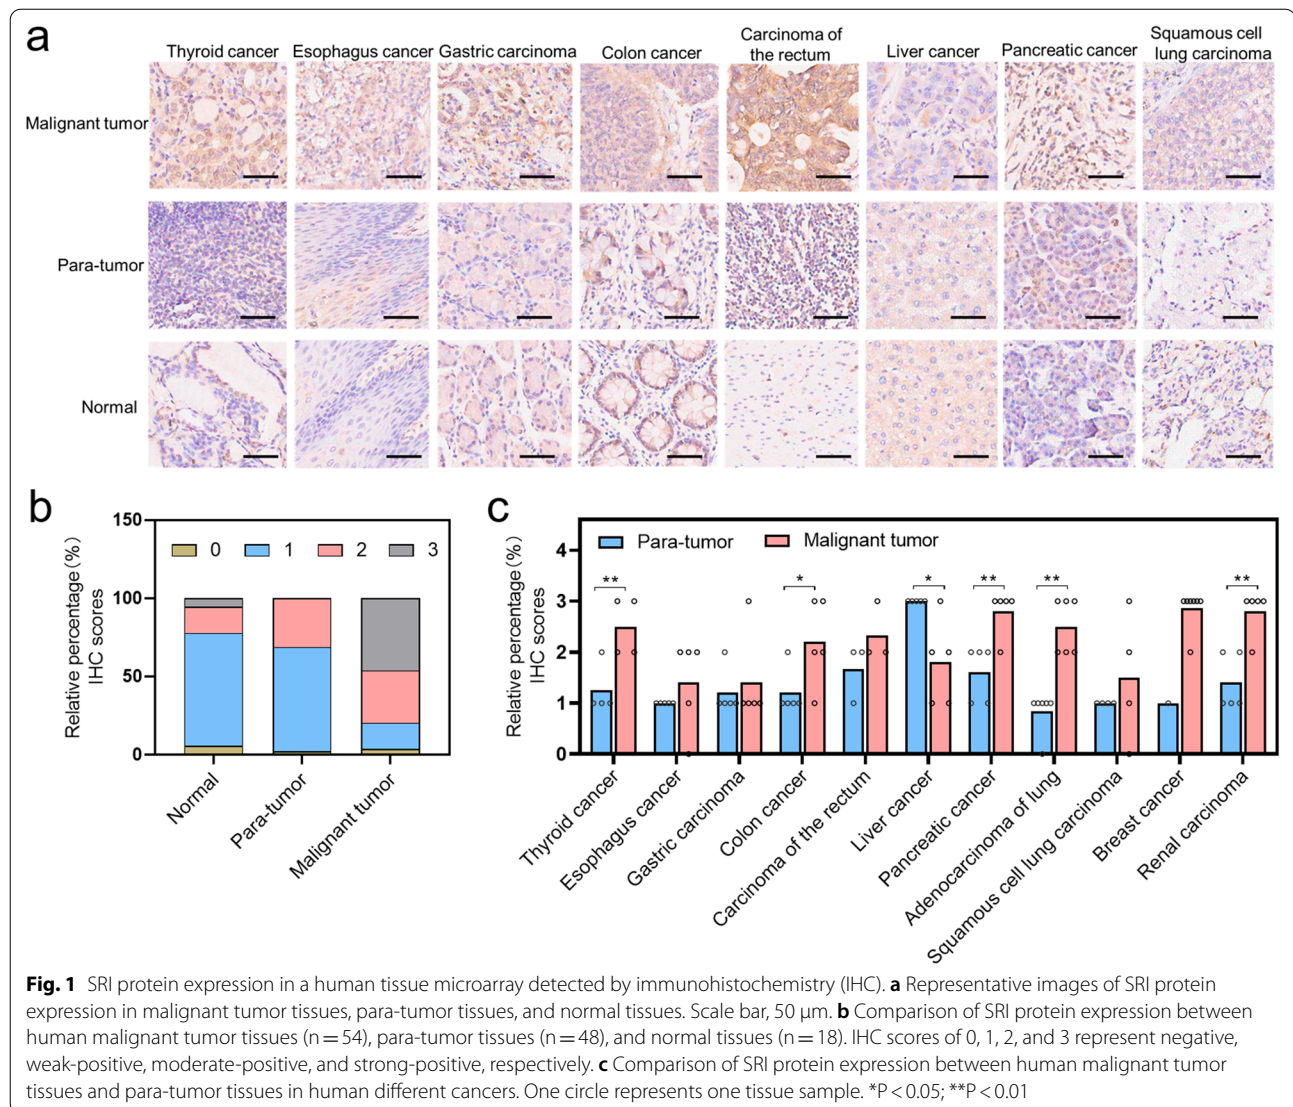 a
Thyroid cancer Esophagus cancer Gastric carcinoma Colon cancer Carcinoma of the rectum Liver cancer Pancreatic cancer Squamous cell lung carcinoma
Malignant tumor
Para-tumor
Normal
b
150
100
50
0
Relative percentage(%)
IHC scores
0 1 2 3
Normal
Para-tumor
Malignant tumor
c
4
3
2
1
0
Relative percentage(%)
IHC scores
Para-tumor Malignant tumor
** * * ** ** **
Thyroid cancer
Esophagus cancer
Gastric carcinoma
Colon cancer
Carcinoma of the rectum
Liver cancer
Pancreatic cancer
Adenocarcinoma of lung
Squamous cell lung carcinoma
Breast cancer
Renal carcinoma
Fig. 1 SRI protein expression in a human tissue microarray detected by immunohistochemistry (IHC). a Representative images of SRI protein
expression in malignant tumor tissues, para-tumor tissues, and normal tissues. Scale bar, 50 μm. b Comparison of SRI protein expression between
human malignant tumor tissues (n = 54), para-tumor tissues (n = 48), and normal tissues (n = 18). IHC scores of 0, 1, 2, and 3 represent negative,
weak-positive, moderate-positive, and strong-positive, respectively. c Comparison of SRI protein expression between human malignant tumor
tissues and para-tumor tissues in human different cancers. One circle represents one tissue sample. *P < 0.05; **P < 0.01